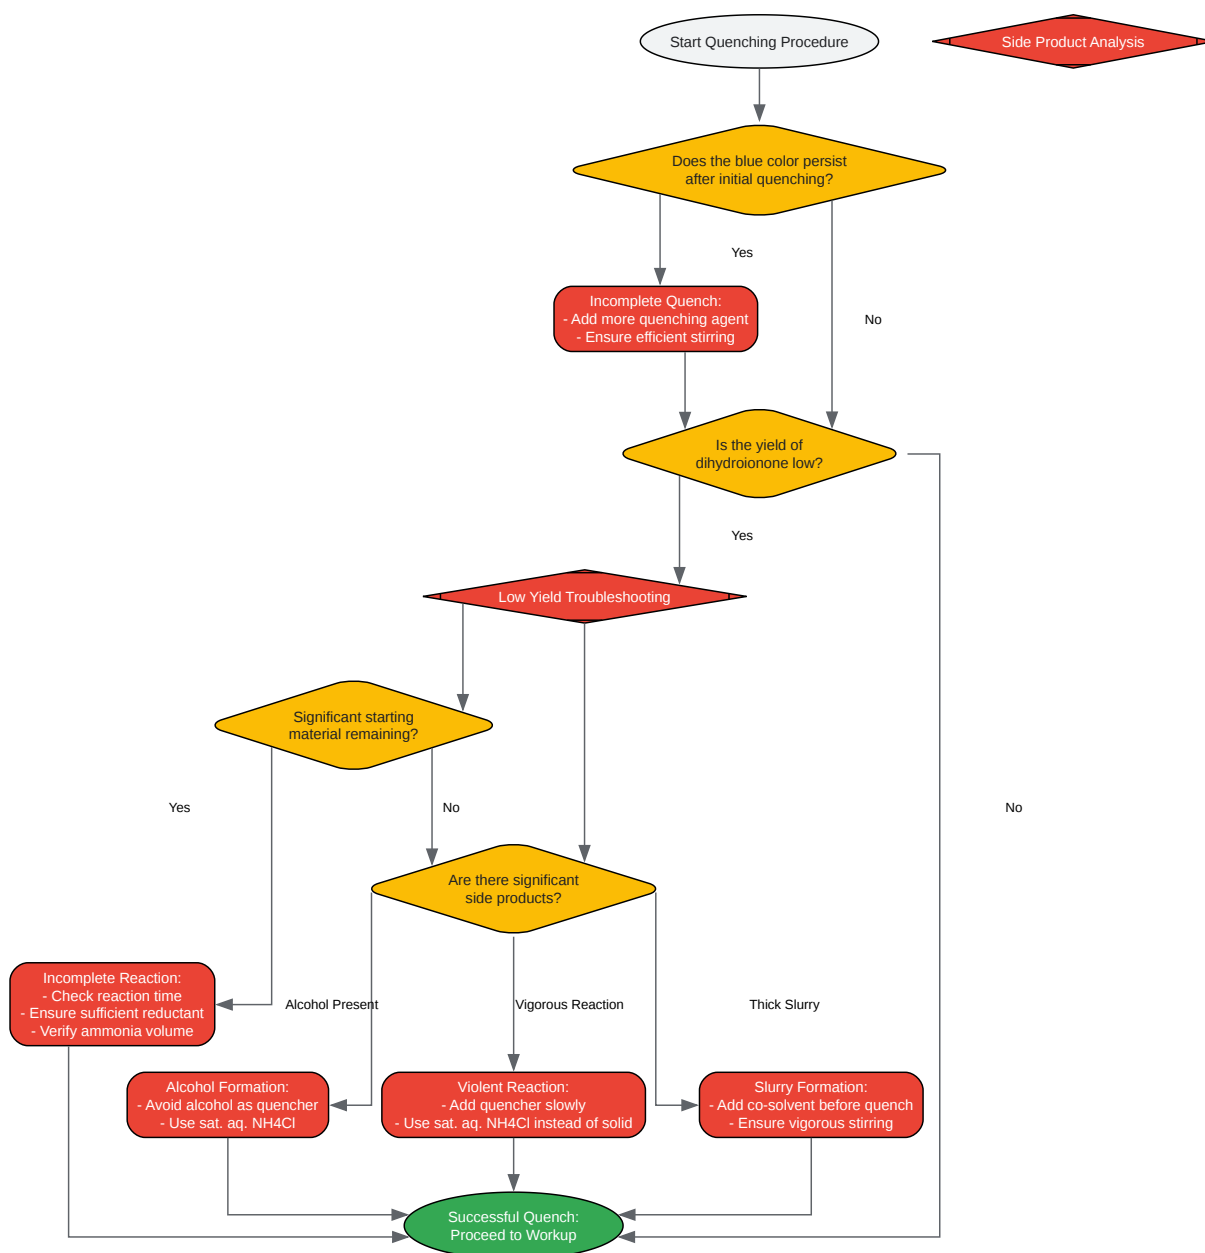 Start Quenching Procedure
Side Product Analysis
Does the blue color persist
after initial quenching?
Yes
Incomplete Quench:
- Add more quenching agent
- Ensure efficient stirring
No
Is the yield of
dihydroionone low?
Yes
Low Yield Troubleshooting
Significant starting
material remaining?
Yes
No
No
Are there significant
side products?
Incomplete Reaction:
- Check reaction time
- Ensure sufficient reductant
- Verify ammonia volume
Alcohol Present
Vigorous Reaction
Thick Slurry
Alcohol Formation:
- Avoid alcohol as quencher
- Use sat. aq. NH4Cl
Violent Reaction:
- Add quencher slowly
- Use sat. aq. NH4Cl instead of solid
Slurry Formation:
- Add co-solvent before quench
- Ensure vigorous stirring
Successful Quench:
Proceed to Workup